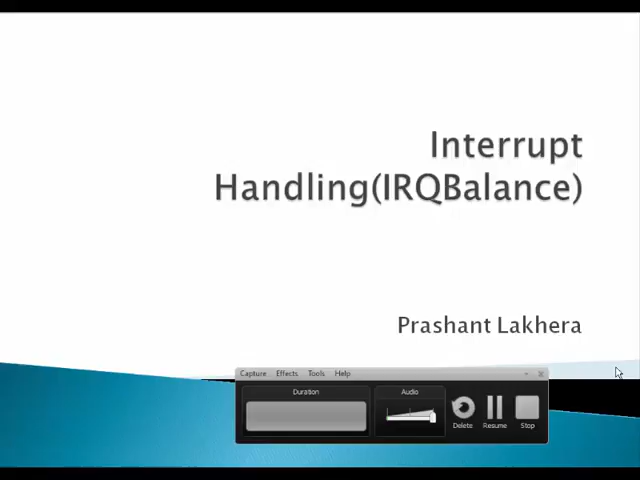 Interrupt
Handling(IRQBalance)
Prashant Lakhera
Capture Effects Tools Help
Duration
Audio
Delete Resume Stop